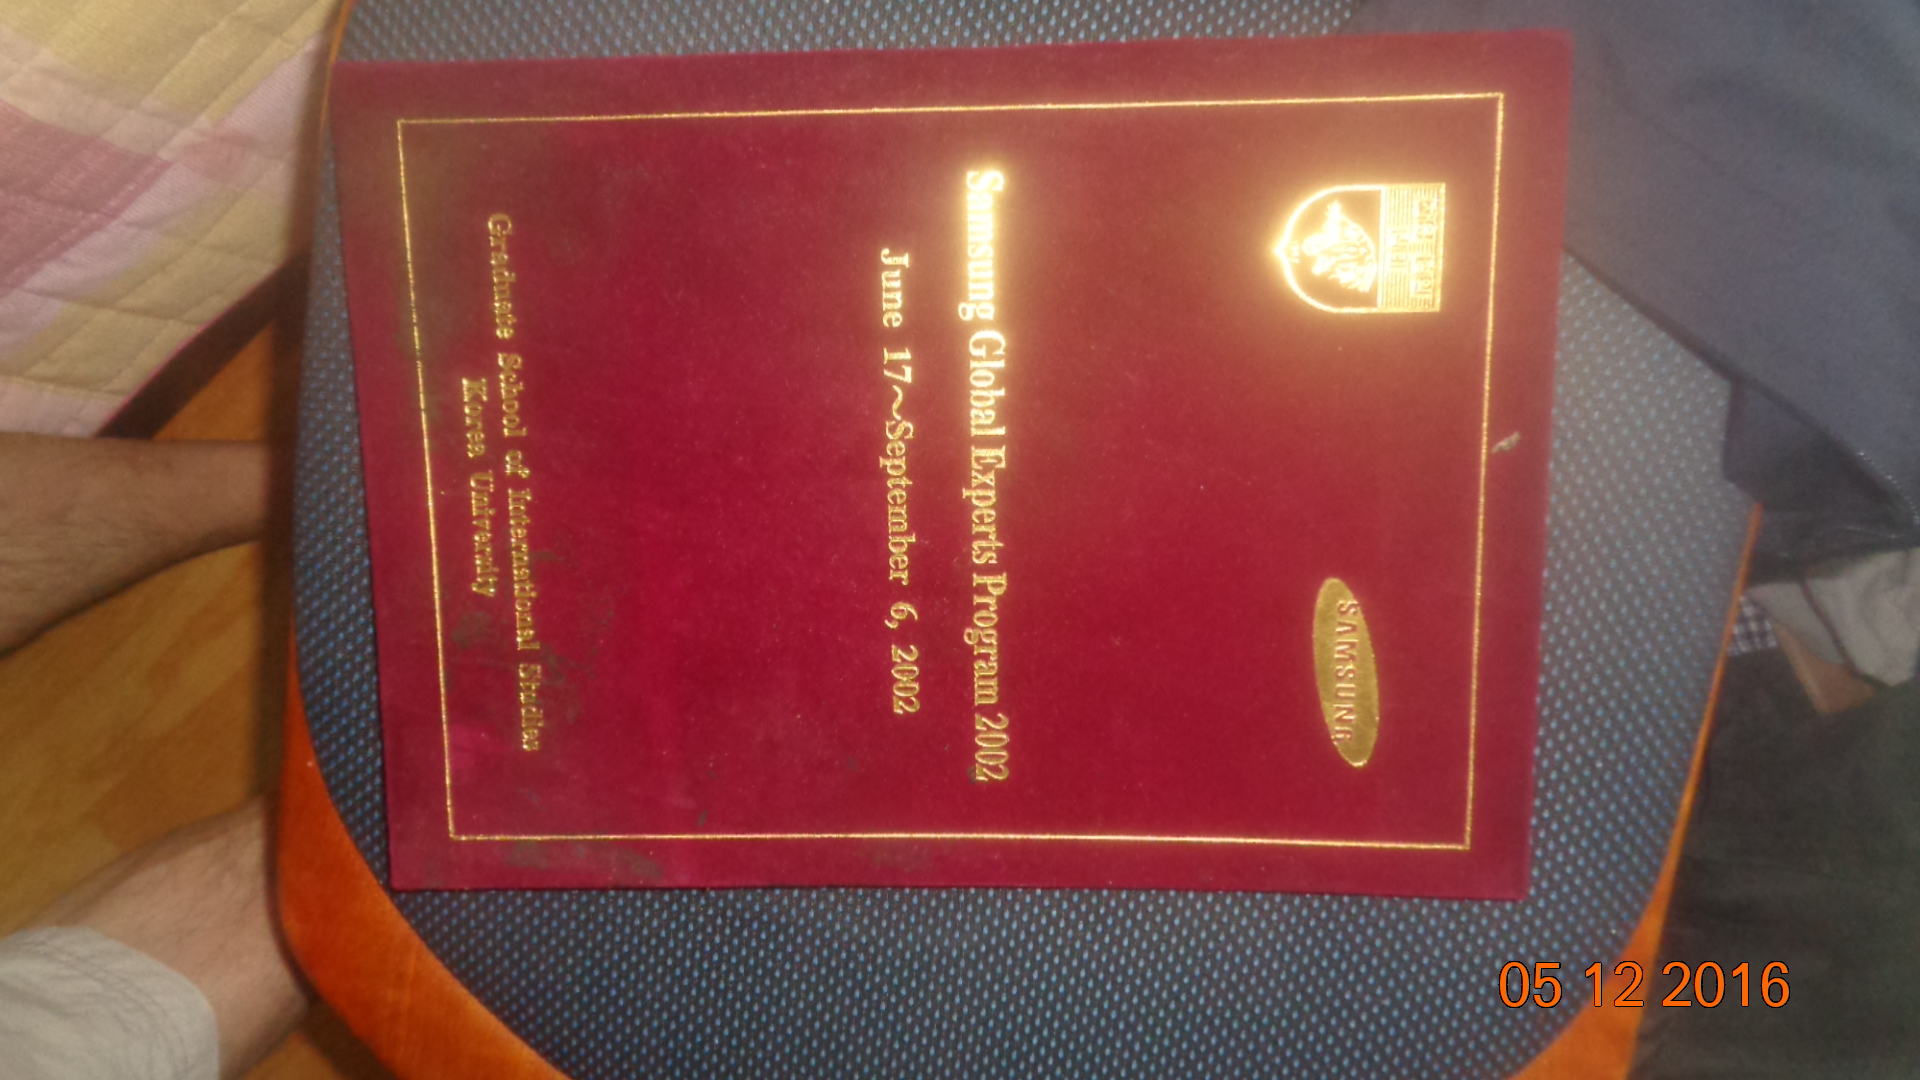 SAMSUNG
Samsung Global Experts Program 2002
June 17~September 6, 2002
Graduate School of International Studies
Korea University
05 12 2016